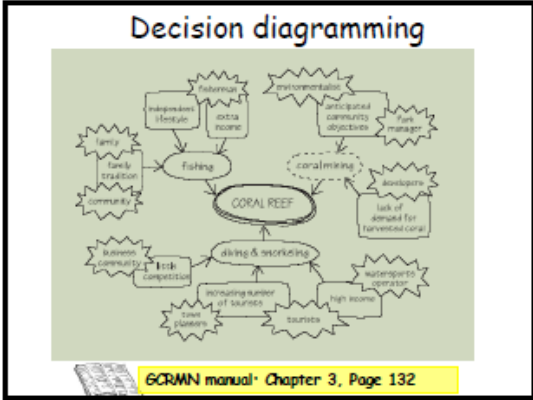 Decision diagramming
fisherman
independent
lifestyle
extra
income
environmentalist
anticipated
community
objectives
Park
manager
family
family
tradition
community
fishing
coral mining
CORAL REEF
developers
lack of
demand for
harvested coral
business
community
little
competition
diving & snorkeling
watersports
operator
high income
increasing number
of tourists
town
planners
tourists
GCRMN manual- Chapter 3, Page 132